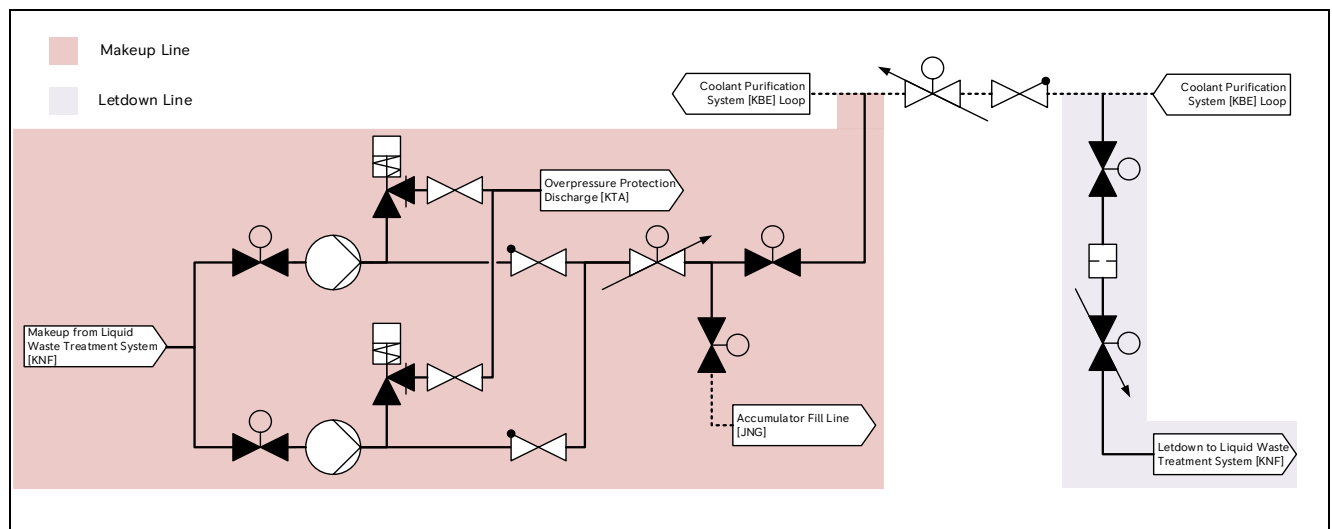 Makeup Line
Letdown Line
Coolant Purification
System [KBE] Loop
Coolant Purification
System [KBE] Loop
Overpressure Protection
Discharge [KTA]
Makeup from Liquid
Waste Treatment System
[KNF]
Accumulator Fill Line
[JNG]
Letdown to Liquid Waste
Treatment System [KNF]